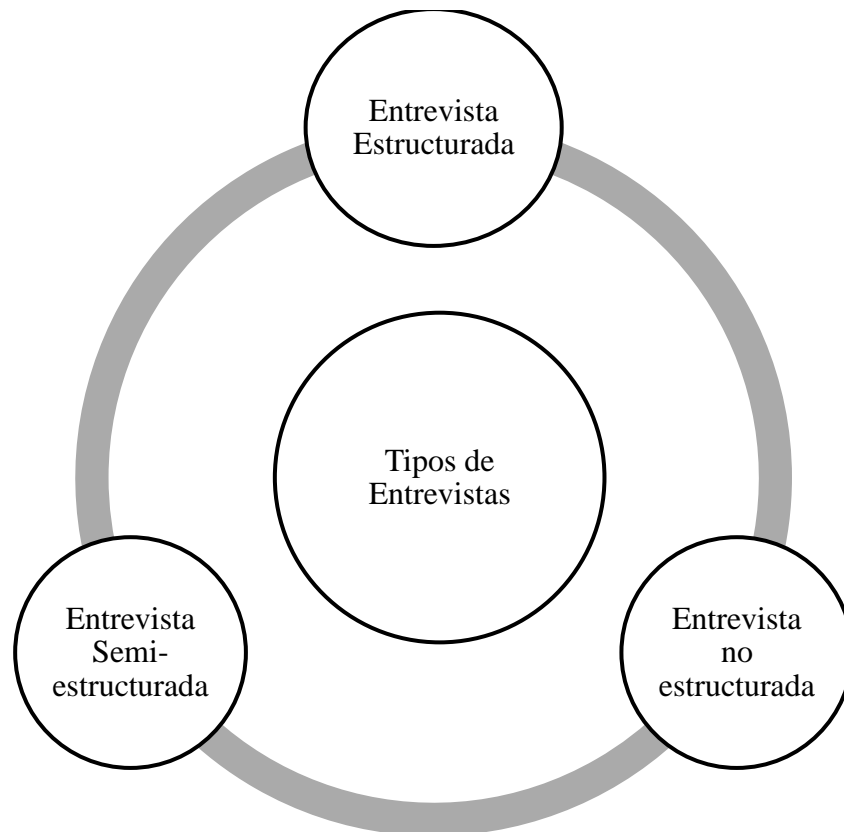 Entrevista
Estructurada
Tipos de
Entrevistas
Entrevista
Semi-
estructurada
Entrevista
no
estructurada